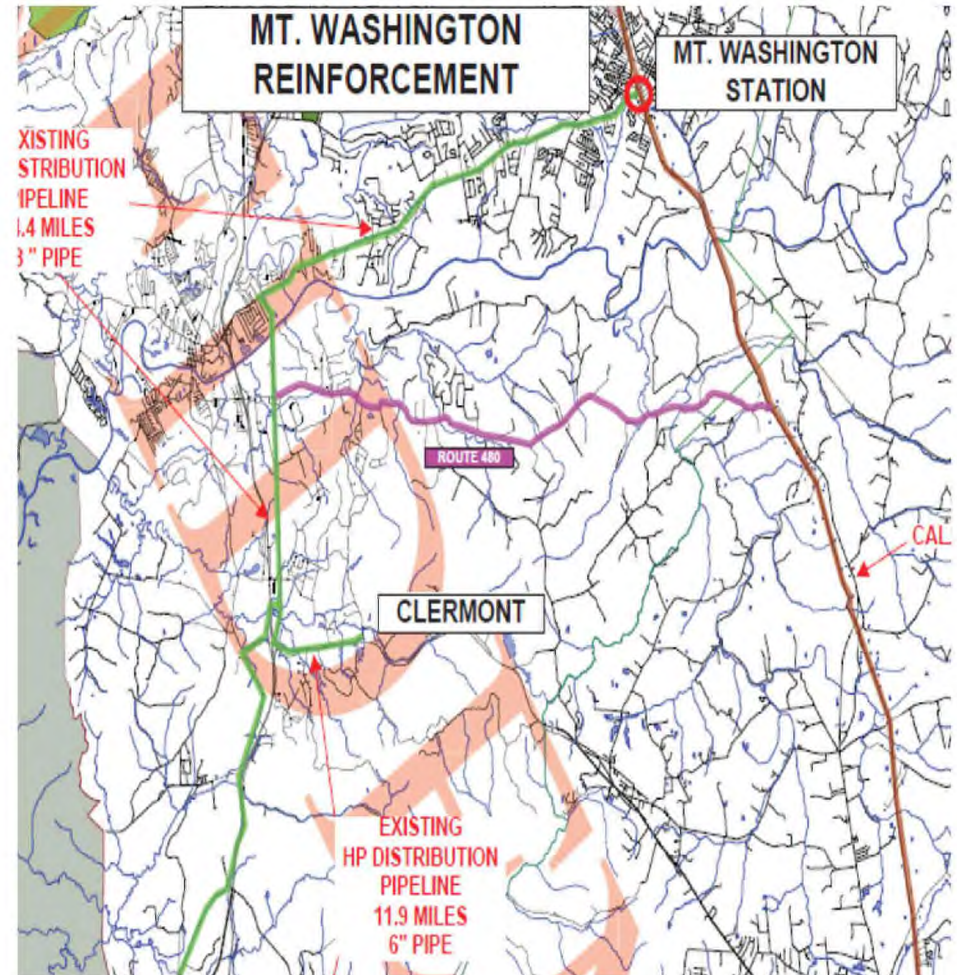 MT. WASHINGTON
REINFORCEMENT
MT. WASHINGTON
STATION
XISTING
STRIBUTION
IPELINE
.4 MILES
" PIPE
ROUTE 480
CAL
CLERMONT
EXISTING
HP DISTRIBUTION
PIPELINE
11.9 MILES
6" PIPE